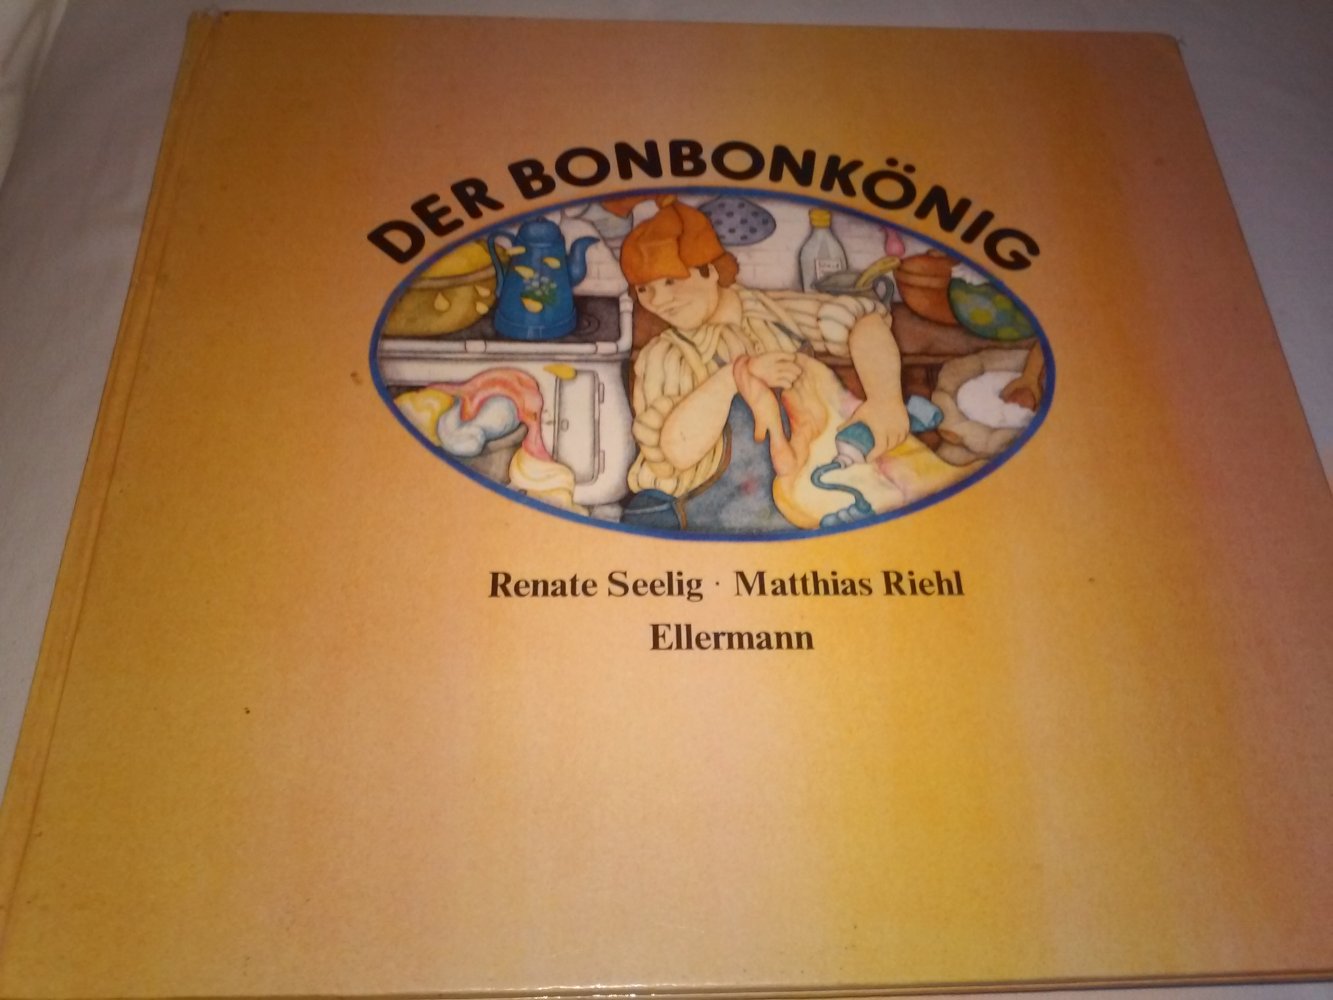 DER BONBONKÖNIG
Renate Seelig · Matthias Riehl
Ellermann